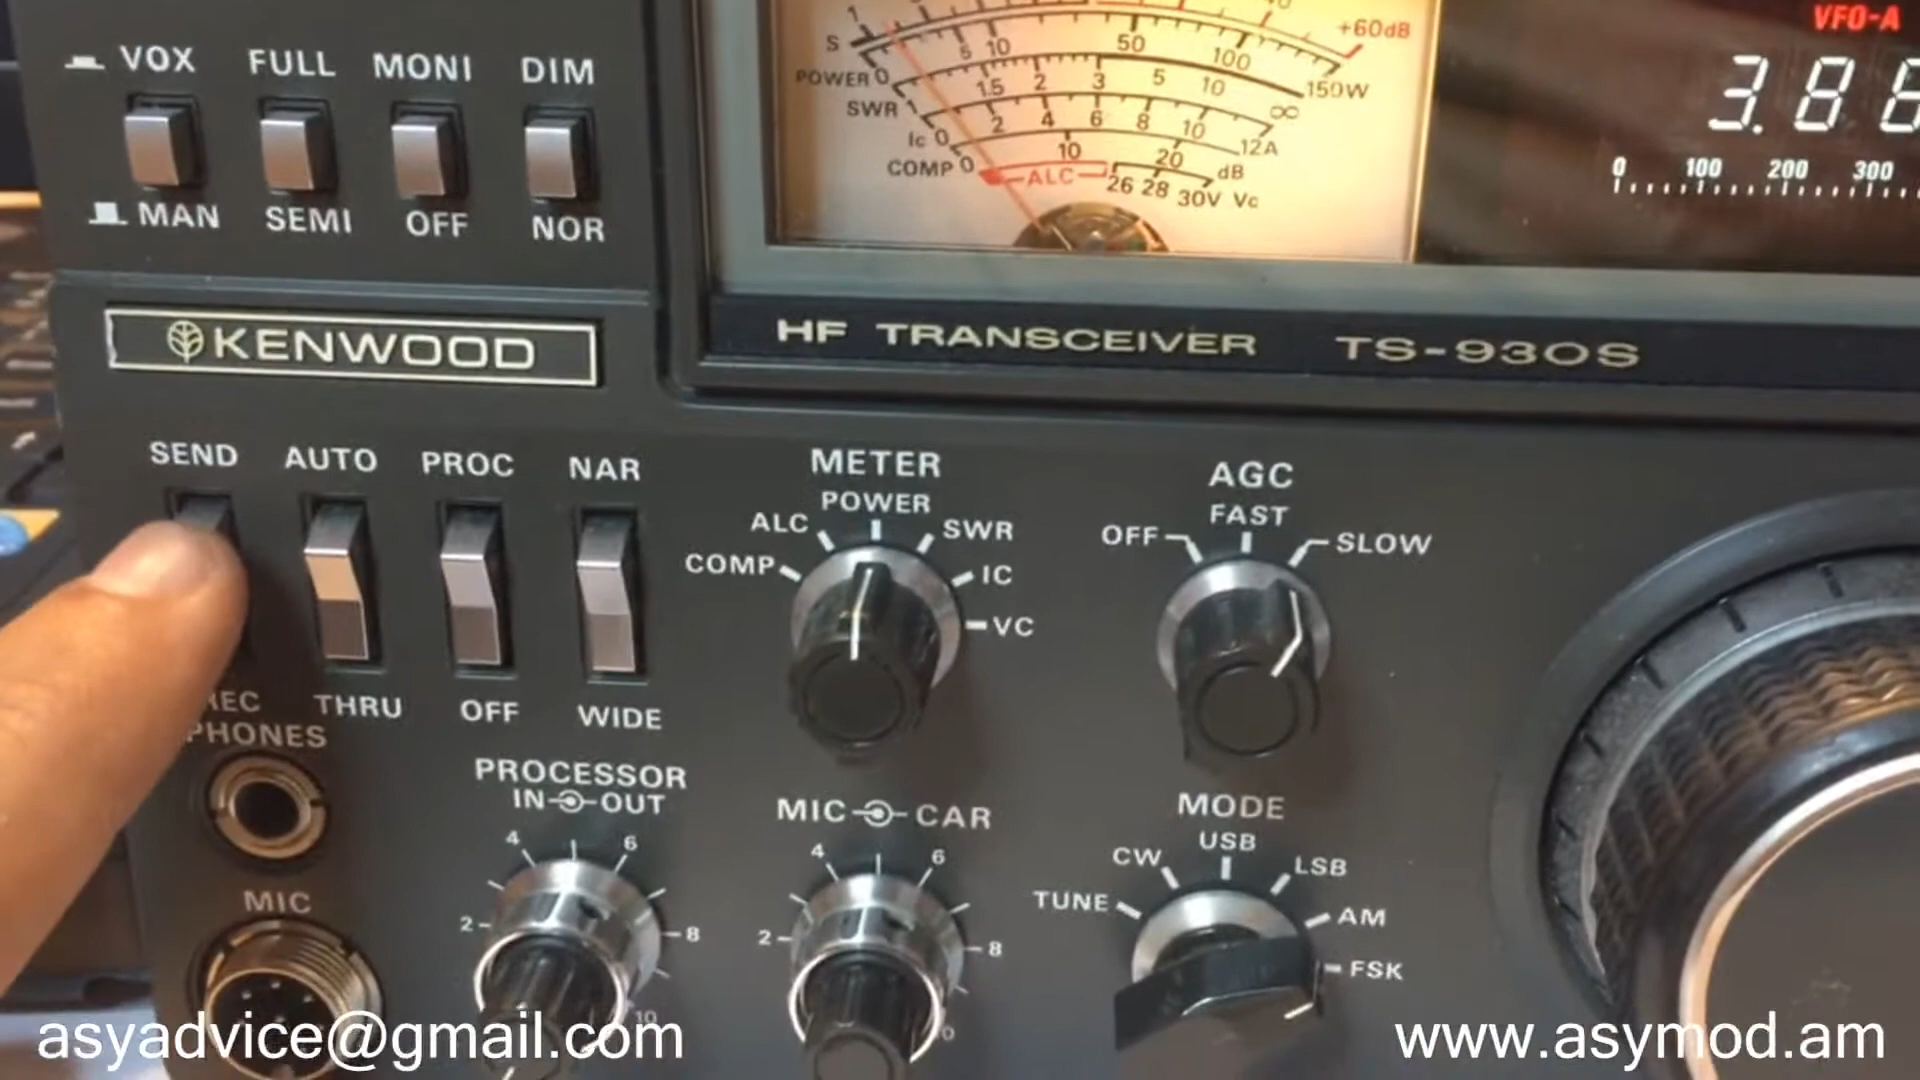 VOX FULL MONI DIM
MAN SEMI OFF NOR
1 40 +60dB
S
5 10 50 100 150W
POWER 0
SWR 1.5 2 3 5 10 ∞
Ic 0 2 4 6 8 10 12A
COMP 0 10 20 dB
ALC 26 28 30V Vc
VFO-A
3.88
0 100 200 300
KENWOOD
HF TRANSCEIVER TS-930S
SEND AUTO PROC NAR
REC THRU OFF WIDE
METER
POWER
ALC SWR
COMP IC
VC
AGC
FAST
OFF SLOW
PHONES
PROCESSOR
IN OUT
4 6
2 8
10
MIC CAR
4 6
2 8
MODE
USB
CW LSB
TUNE AM
FSK
MIC
asyadvice@gmail.com
www.asymod.am